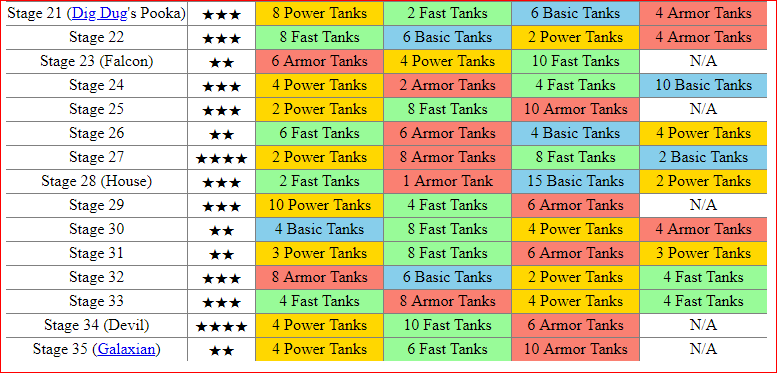 Stage 21 (Dig Dug's Pooka) ★★★ 8 Power Tanks 2 Fast Tanks 6 Basic Tanks 4 Armor Tanks
Stage 22 ★★★ 8 Fast Tanks 6 Basic Tanks 2 Power Tanks 4 Armor Tanks
Stage 23 (Falcon) ★★ 6 Armor Tanks 4 Power Tanks 10 Fast Tanks N/A
Stage 24 ★★★ 4 Power Tanks 2 Armor Tanks 4 Fast Tanks 10 Basic Tanks
Stage 25 ★★★ 2 Power Tanks 8 Fast Tanks 10 Armor Tanks N/A
Stage 26 ★★ 6 Fast Tanks 6 Armor Tanks 4 Basic Tanks 4 Power Tanks
Stage 27 ★★★★ 2 Power Tanks 8 Armor Tanks 8 Fast Tanks 2 Basic Tanks
Stage 28 (House) ★★★ 2 Fast Tanks 1 Armor Tank 15 Basic Tanks 2 Power Tanks
Stage 29 ★★★ 10 Power Tanks 4 Fast Tanks 6 Armor Tanks N/A
Stage 30 ★★ 4 Basic Tanks 8 Fast Tanks 4 Power Tanks 4 Armor Tanks
Stage 31 ★★ 3 Power Tanks 8 Fast Tanks 6 Armor Tanks 3 Power Tanks
Stage 32 ★★★ 8 Armor Tanks 6 Basic Tanks 2 Power Tanks 4 Fast Tanks
Stage 33 ★★★ 4 Fast Tanks 8 Armor Tanks 4 Power Tanks 4 Fast Tanks
Stage 34 (Devil) ★★★★ 4 Power Tanks 10 Fast Tanks 6 Armor Tanks N/A
Stage 35 (Galaxian) ★★ 4 Power Tanks 6 Fast Tanks 10 Armor Tanks N/A